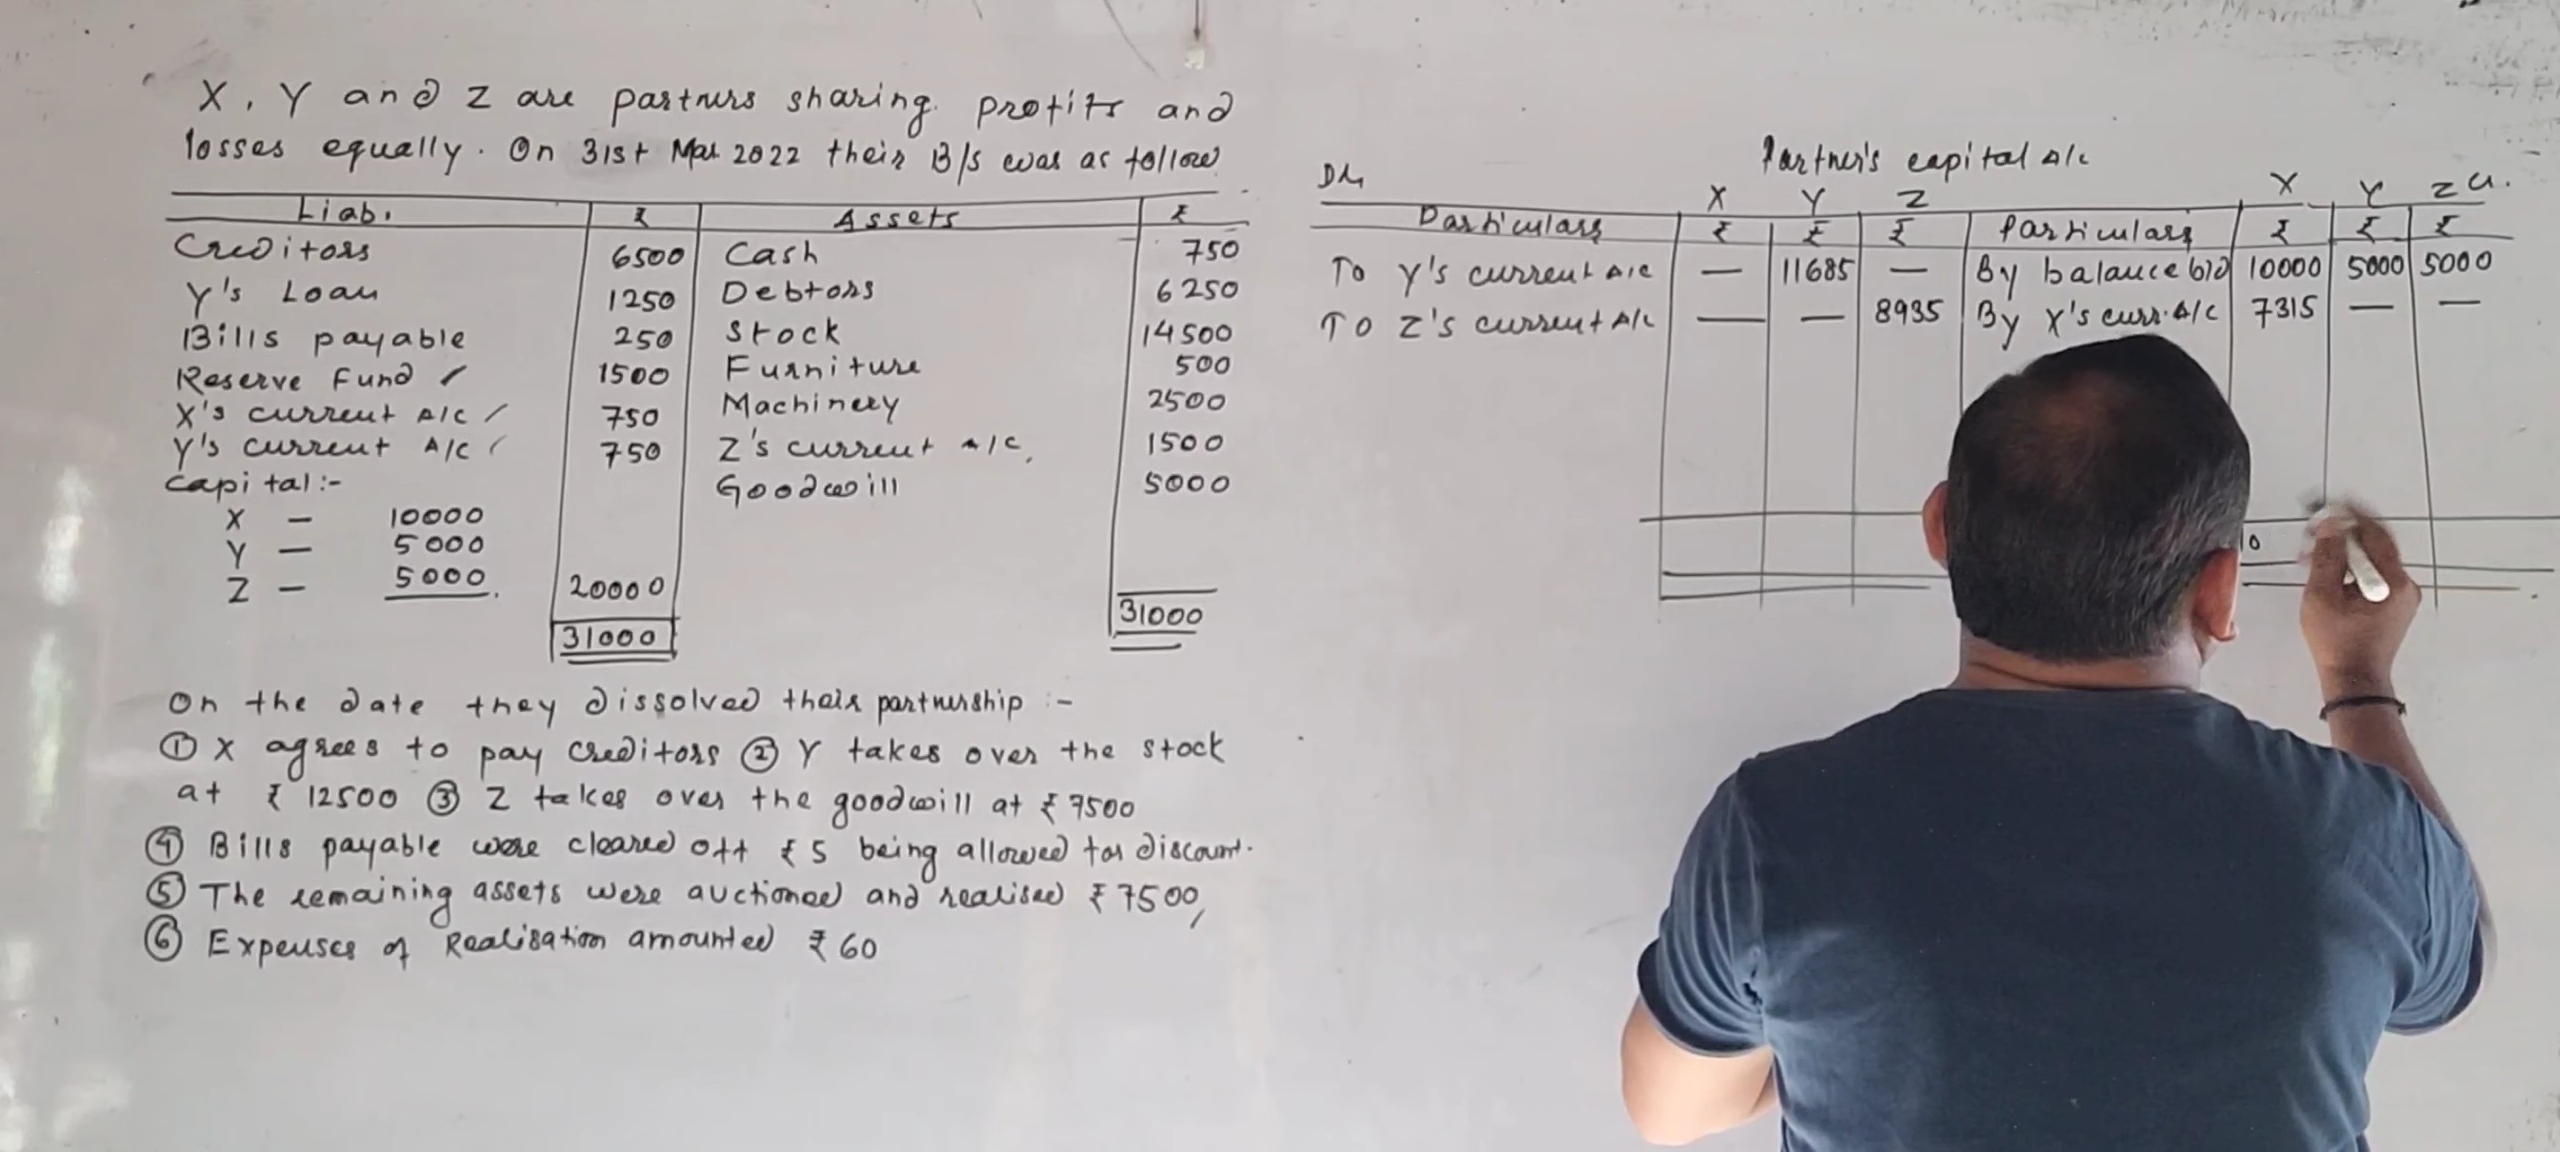 X, Y and Z are partners sharing profits and
losses equally. On 31st Mar 2022 their B/s was as follow
Liab. ₹ Assets ₹
Creditors 6500 Cash 750
Y's Loan 1250 Debtors 6250
Bills payable 250 Stock 14500
Reserve Fund 1500 Furniture 500
X's current A/c 750 Machinery 2500
Y's current A/c 750 Z's current A/c 1500
Capital:- Goodwill 5000
X — 10000
Y — 5000
Z — 5000 20000
31000 31000
On the date they dissolved their partnership :-
① X agrees to pay creditors ② Y takes over the stock
at ₹ 12500 ③ Z takes over the goodwill at ₹ 7500
④ Bills payable were cleared off ₹ 5 being allowed for discount.
⑤ The remaining assets were auctioned and realised ₹ 7500
⑥ Expenses of Realisation amounted ₹ 60
Partner's capital A/c
Dr. Cr.
X Y Z X Y Z
Particulars ₹ ₹ ₹ Particulars ₹ ₹ ₹
To Y's current A/c — 11685 — By balance b/d 10000 5000 5000
To Z's current A/c — — 8935 By X's curr. A/c 7315 — —